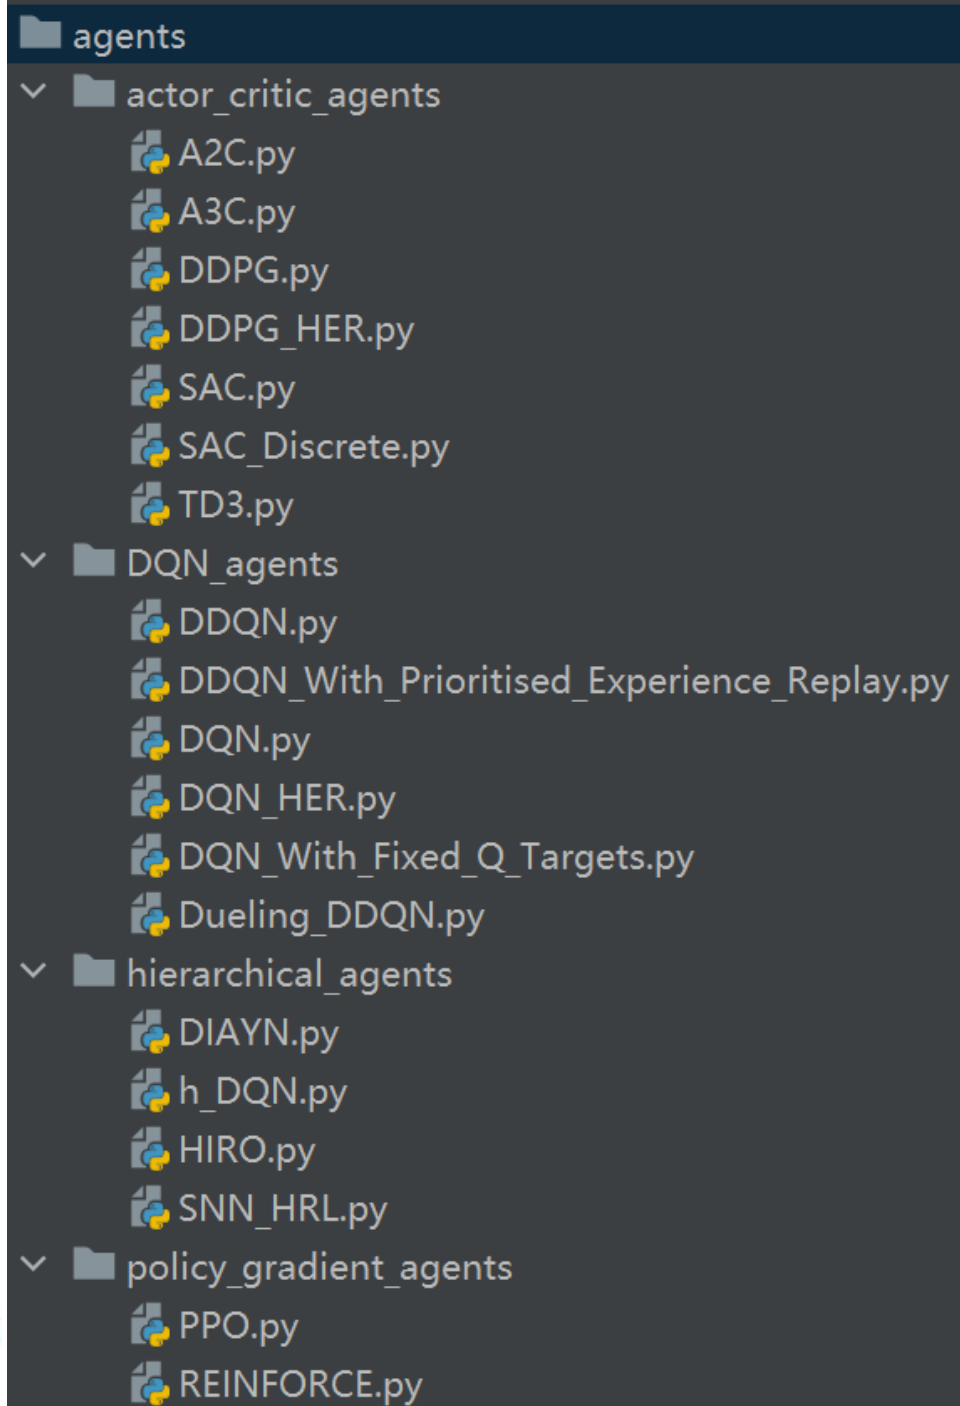 agents
actor_critic_agents
A2C.py
A3C.py
DDPG.py
DDPG_HER.py
SAC.py
SAC_Discrete.py
TD3.py
DQN_agents
DDQN.py
DDQN_With_Prioritised_Experience_Replay.py
DQN.py
DQN_HER.py
DQN_With_Fixed_Q_Targets.py
Dueling_DDQN.py
hierarchical_agents
DIAYN.py
h_DQN.py
HIRO.py
SNN_HRL.py
policy_gradient_agents
PPO.py
REINFORCE.py